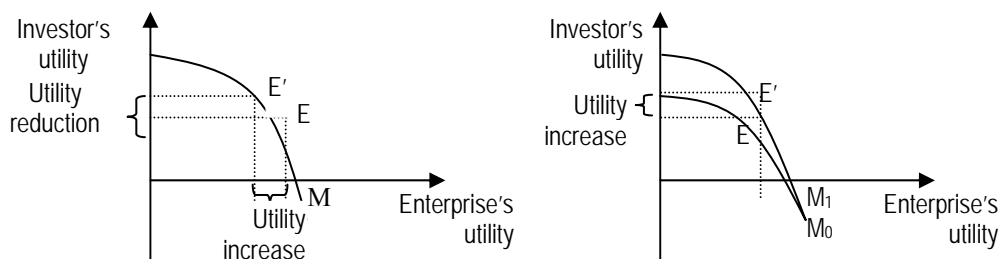 Investor's
utility
Utility
reduction
E'
E
M
Utility
increase
Enterprise's
utility
Investor's
utility
Utility
increase
E'
E
M1
M0
Enterprise's
utility